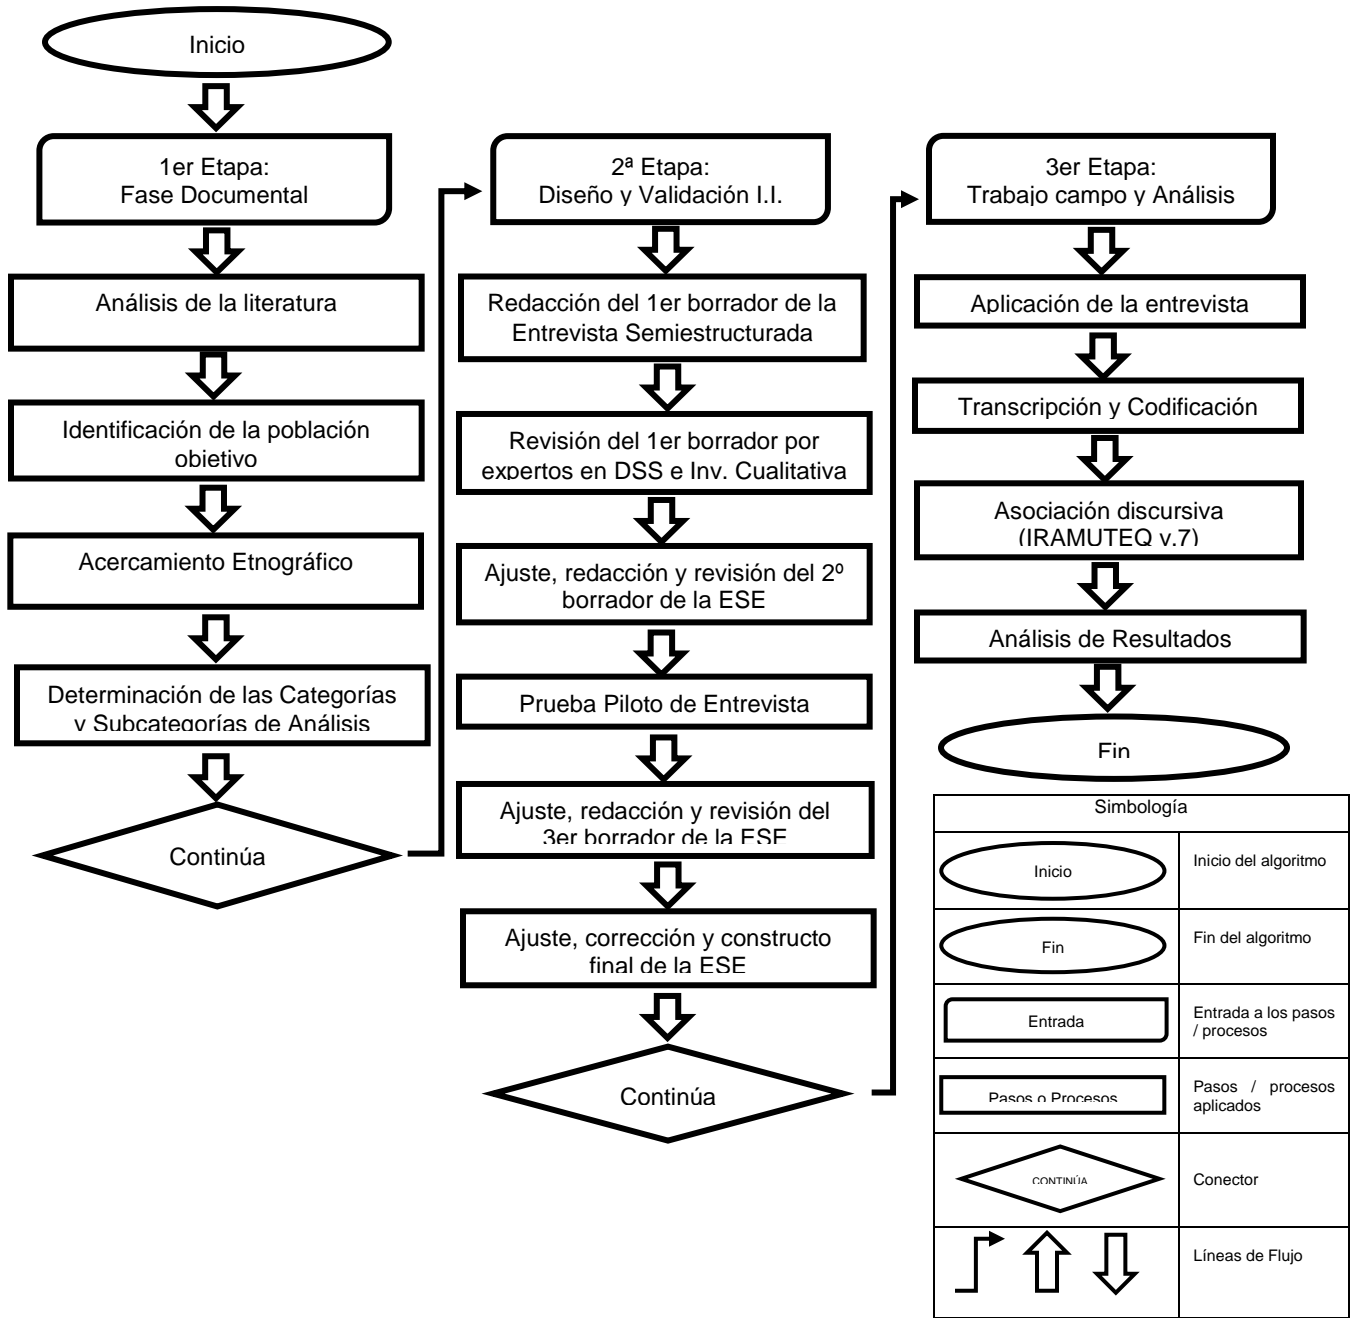 Inicio
1er Etapa:
Fase Documental
Análisis de la literatura
Identificación de la población
obietivo
Acercamiento Etnográfico
Determinación de las Categorías
y Subcategorías de Análisis
Continúa
2ª Etapa:
Diseño y Validación I.I.
Redacción del 1er borrador de la
Entrevista Semiestructurada
Revisión del 1er borrador por
expertos en DSS e Inv. Cualitativa
Ajuste, redacción y revisión del 2º
borrador de la ESE
Prueba Piloto de Entrevista
Ajuste, redacción y revisión del
3er borrador de la ESE
Ajuste, corrección y constructo
final de la ESE
Continúa
3er Etapa:
Trabajo campo y Análisis
Aplicación de la entrevista
Transcripción y Codificación
Asociación discursiva
(IRAMUTEQ v.7)
Análisis de Resultados
Fin
Simbología
Inicio
Inicio del algoritmo
Fin
Fin del algoritmo
Entrada
Entrada a los pasos
/ procesos
Pasos o Procesos
Pasos / procesos
aplicados
CONTINÚA
Conector
Líneas de Flujo